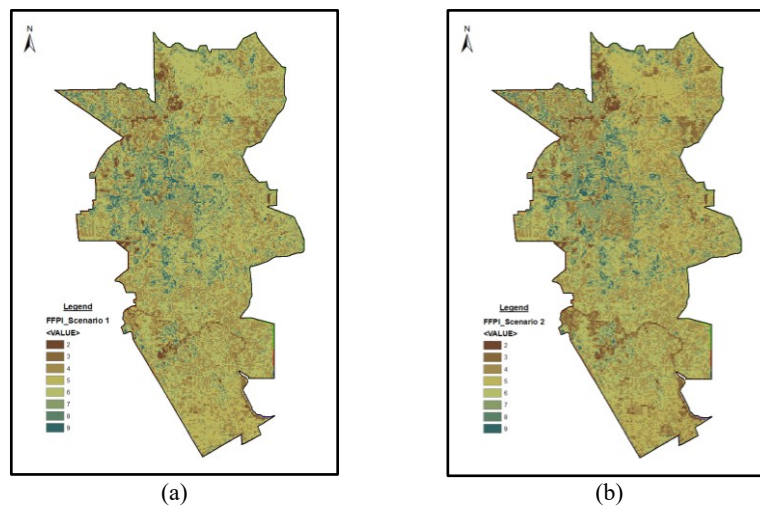 N
Legend
FFPI_Scenario 1
<VALUE>
2
3
4
5
6
7
8
9
(a)
N
Legend
FFPI_Scenario 2
<VALUE>
2
3
4
5
6
7
8
9
(b)